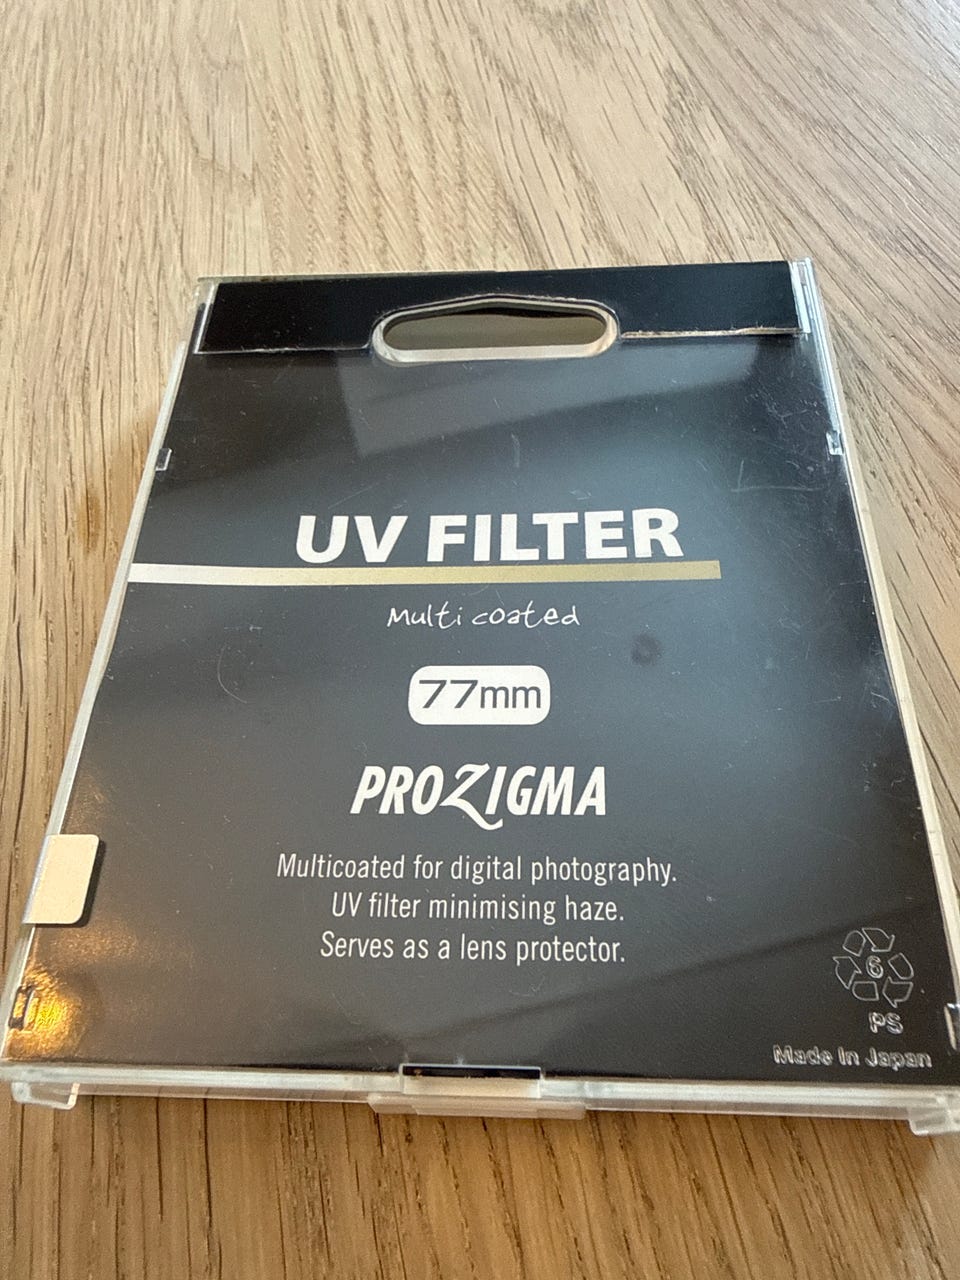 UV FILTER
Multi coated
77mm
PROZIGMA
Multicoated for digital photography.
UV filter minimising haze.
Serves as a lens protector.
6
PS
Made In Japan